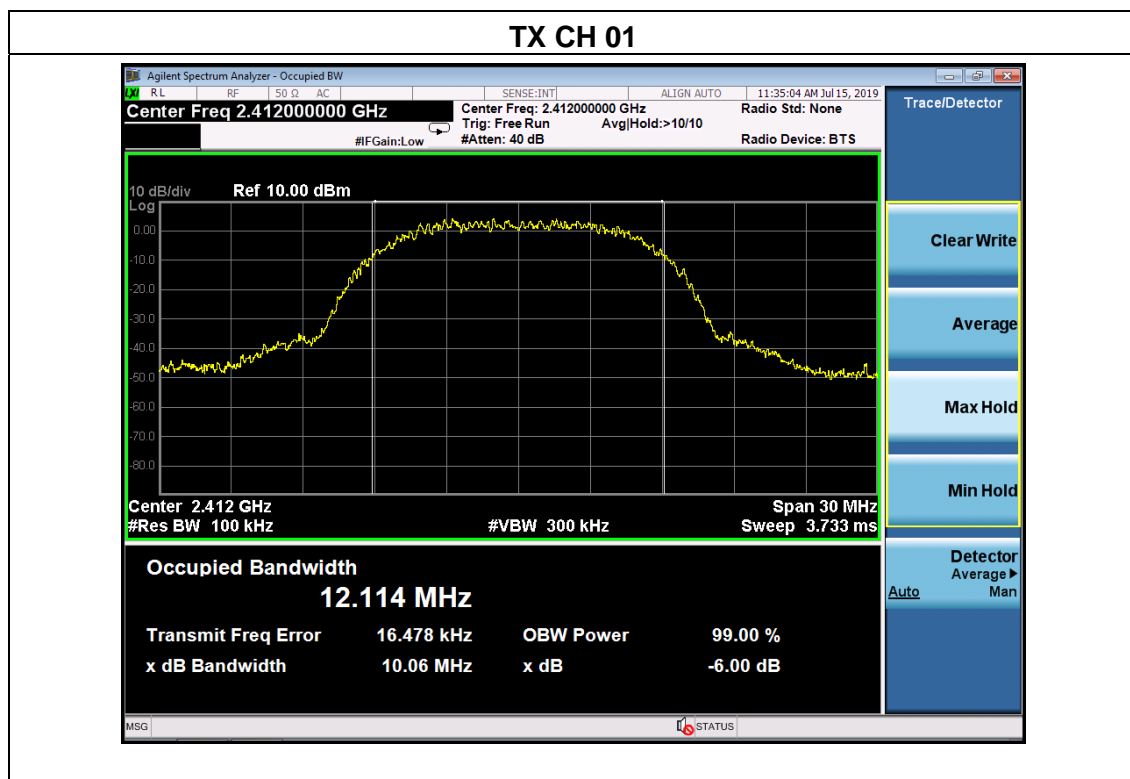 TX CH 01
Agilent Spectrum Analyzer - Occupied BW
LXI RL RF 50 Ω AC SENSE:INT ALIGN AUTO 11:35:04 AM Jul 15, 2019
Center Freq 2.412000000 GHz
Center Freq: 2.412000000 GHz
Radio Std: None
Trig: Free Run Avg|Hold:>10/10
#IFGain:Low
#Atten: 40 dB
Radio Device: BTS
10 dB/div Ref 10.00 dBm
Log
0.00
-10.0
-20.0
-30.0
-40.0
-50.0
-60.0
-70.0
-80.0
Center 2.412 GHz
Span 30 MHz
#Res BW 100 kHz
#VBW 300 kHz
Sweep 3.733 ms
Occupied Bandwidth
12.114 MHz
Transmit Freq Error 16.478 kHz OBW Power 99.00 %
x dB Bandwidth 10.06 MHz x dB -6.00 dB
MSG
STATUS
Trace/Detector
Clear Write
Average
Max Hold
Min Hold
Detector
Average
Auto Man